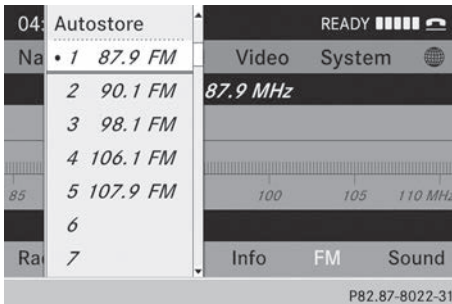 04: Autostore READY
Na • 1 87.9 FM Video System
2 90.1 FM 87.9 MHz
3 98.1 FM
4 106.1 FM
85 5 107.9 FM 100 105 110 MHz
6
Ra 7 Info FM Sound
P82.87-8022-31